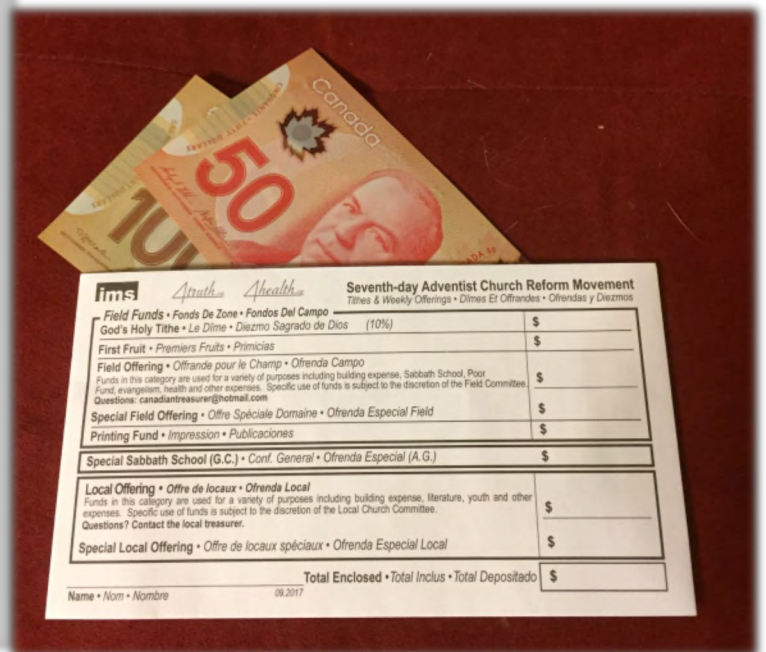 Canada
50
100
ims
4truth
4health
Seventh-day Adventist Church Reform Movement
Tithes & Weekly Offerings • Dîmes Et Offrandes • Ofrendas y Diezmos
Field Funds • Fonds De Zone • Fondos Del Campo
God's Holy Tithe • Le Dîme • Diezmo Sagrado de Dios (10%) $
First Fruit • Premiers Fruits • Primicias $
Field Offering • Offrande pour le Champ • Ofrenda Campo
Funds in this category are used for a variety of purposes including building expense, Sabbath School, Poor
Fund, evangelism, health and other expenses. Specific use of funds is subject to the discretion of the Field Committee. $
Questions: canadiantreasurer@hotmail.com
Special Field Offering • Offre Spéciale Domaine • Ofrenda Especial Field $
Printing Fund • Impression • Publicaciones $
Special Sabbath School (G.C.) • Conf. General • Ofrenda Especial (A.G.) $
Local Offering • Offre de locaux • Ofrenda Local
Funds in this category are used for a variety of purposes including building expense, literature, youth and other
expenses. Specific use of funds is subject to the discretion of the Local Church Committee. $
Questions? Contact the local treasurer.
Special Local Offering • Offre de locaux spéciaux • Ofrenda Especial Local $
Total Enclosed • Total Inclus • Total Depositado $
Name • Nom • Nombre
09.2017